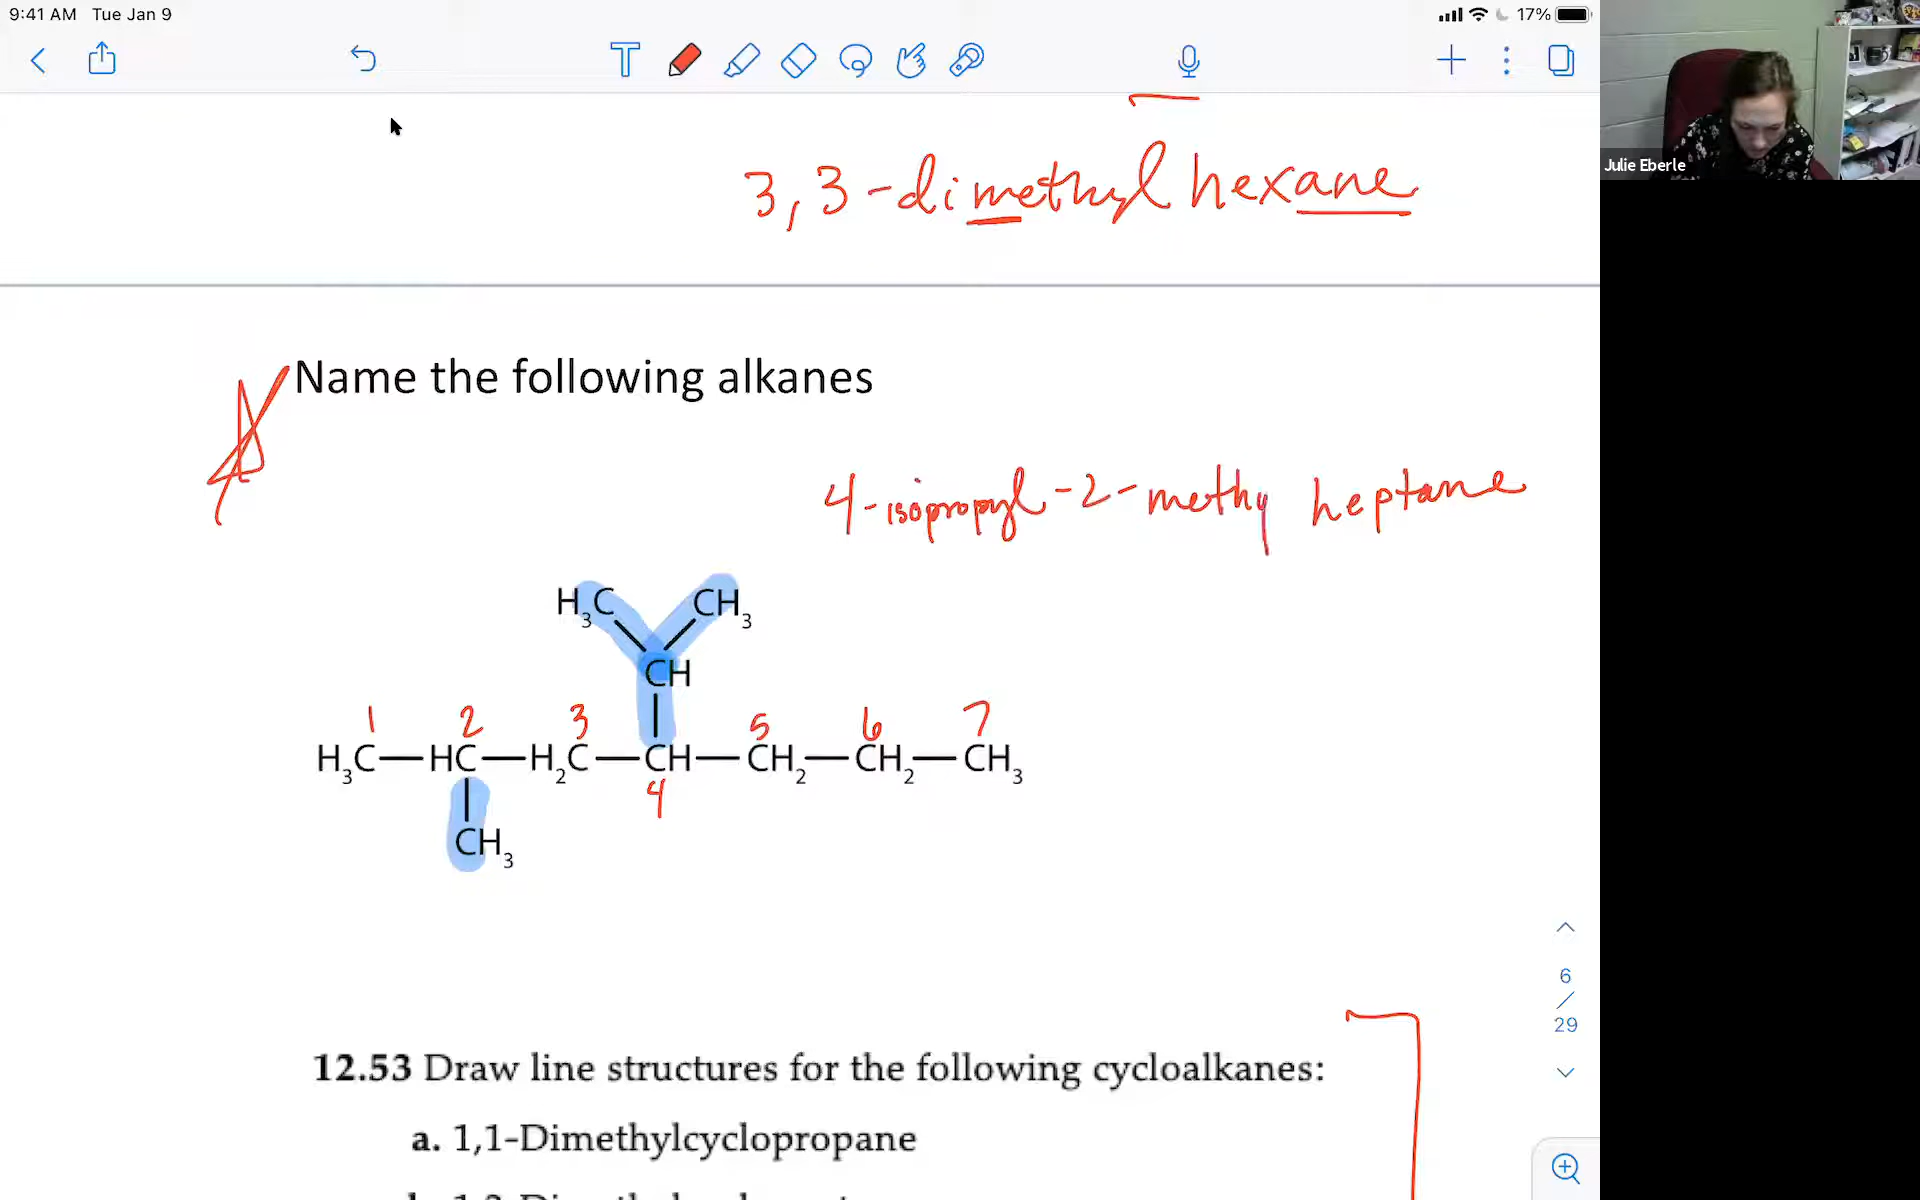 9:41 AM Tue Jan 9
17%
Julie Eberle
3,3-dimethyl hexane
Name the following alkanes
4-isopropyl-2-methy heptane
H₃C CH₃
CH
1 2 3 5 6 7
H₃C—HC—H₂C—CH—CH₂—CH₂—CH₃
4
CH₃
6
/
29
12.53 Draw line structures for the following cycloalkanes:
a. 1,1-Dimethylcyclopropane